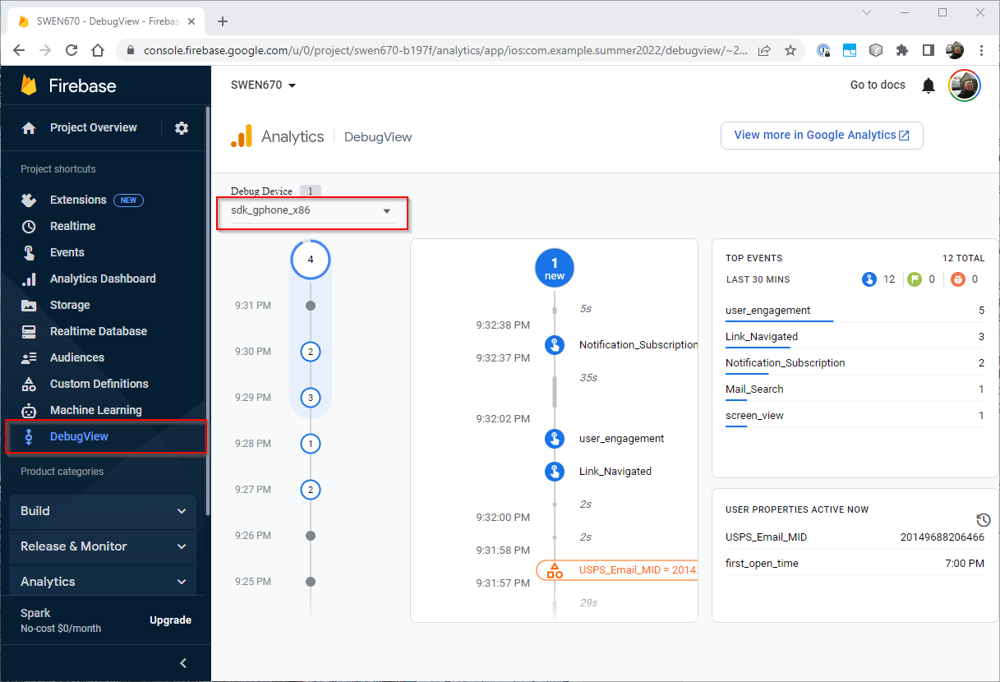 SWEN670 - DebugView - Fireba
console.firebase.google.com/u/0/project/swen670-b197f/analytics/app/ios:com.example.summer2022/debugview/~2...
Firebase
Project Overview
Project shortcuts
Extensions NEW
Realtime
Events
Analytics Dashboard
Storage
Realtime Database
Audiences
Custom Definitions
Machine Learning
DebugView
Product categories
Build
Release & Monitor
Analytics
Spark
No-cost $0/month
Upgrade
SWEN670
Go to docs
Analytics DebugView
View more in Google Analytics
Debug Device 1
sdk_gphone_x86
4
9:31 PM
9:30 PM 2
9:29 PM 3
9:28 PM 1
9:27 PM 2
9:26 PM
9:25 PM
1
new
5s
9:32:38 PM
Notification_Subscription
9:32:37 PM
35s
9:32:02 PM
user_engagement
Link_Navigated
2s
9:32:00 PM
2s
9:31:58 PM
USPS_Email_MID = 2014.
9:31:57 PM
29s
TOP EVENTS 12 TOTAL
LAST 30 MINS 12 0 0
user_engagement 5
Link_Navigated 3
Notification_Subscription 2
Mail_Search 1
screen_view 1
USER PROPERTIES ACTIVE NOW
USPS_Email_MID 20149688206466
first_open_time 7:00 PM